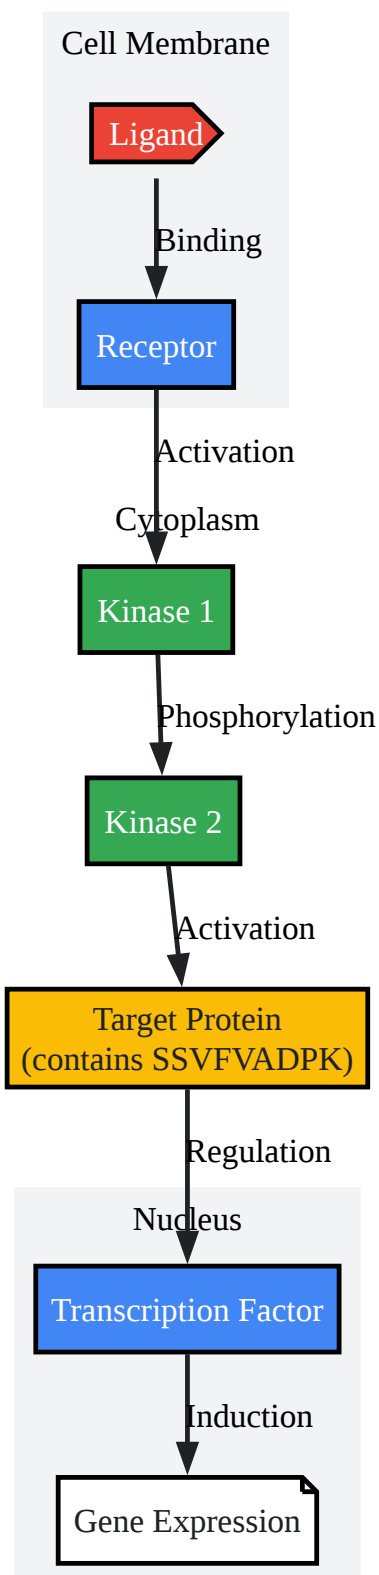 Cell Membrane
Ligand
Binding
Receptor
Activation
Cytoplasm
Kinase 1
Phosphorylation
Kinase 2
Activation
Target Protein
(contains SSVFVADPK)
Regulation
Nucleus
Transcription Factor
Induction
Gene Expression